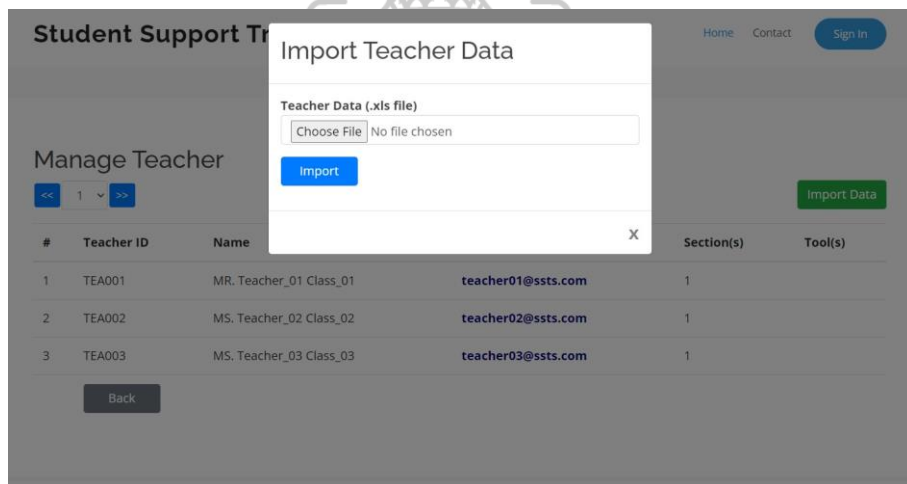 Student Support Tr
Home Contact Sign In
Import Teacher Data
Teacher Data (.xls file)
Choose File No file chosen
Import
X
Manage Teacher
<< 1 >>
Import Data
# Teacher ID Name Section(s) Tool(s)
1 TEA001 MR. Teacher_01 Class_01 teacher01@ssts.com 1
2 TEA002 MS. Teacher_02 Class_02 teacher02@ssts.com 1
3 TEA003 MS. Teacher_03 Class_03 teacher03@ssts.com 1
Back